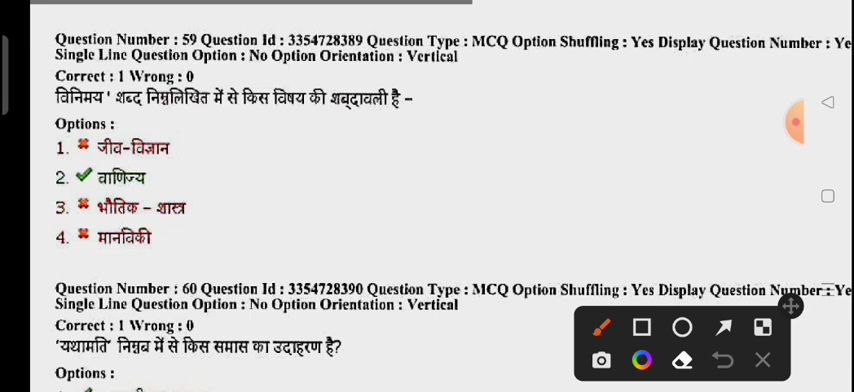 Question Number : 59 Question Id : 3354728389 Question Type : MCQ Option Shuffling : Yes Display Question Number : Ye
Single Line Question Option : No Option Orientation : Vertical
Correct : 1 Wrong : 0
विनिमय ' शब्द निम्नलिखित में से किस विषय की शब्दावली है -
Options :
1. जीव-विज्ञान
2. वाणिज्य
3. भौतिक - शास्त्र
4. मानविकी
Question Number : 60 Question Id : 3354728390 Question Type : MCQ Option Shuffling : Yes Display Question Number : Ye
Single Line Question Option : No Option Orientation : Vertical
Correct : 1 Wrong : 0
'यथामति' निम्नव में से किस समास का उदाहरण है?
Options :